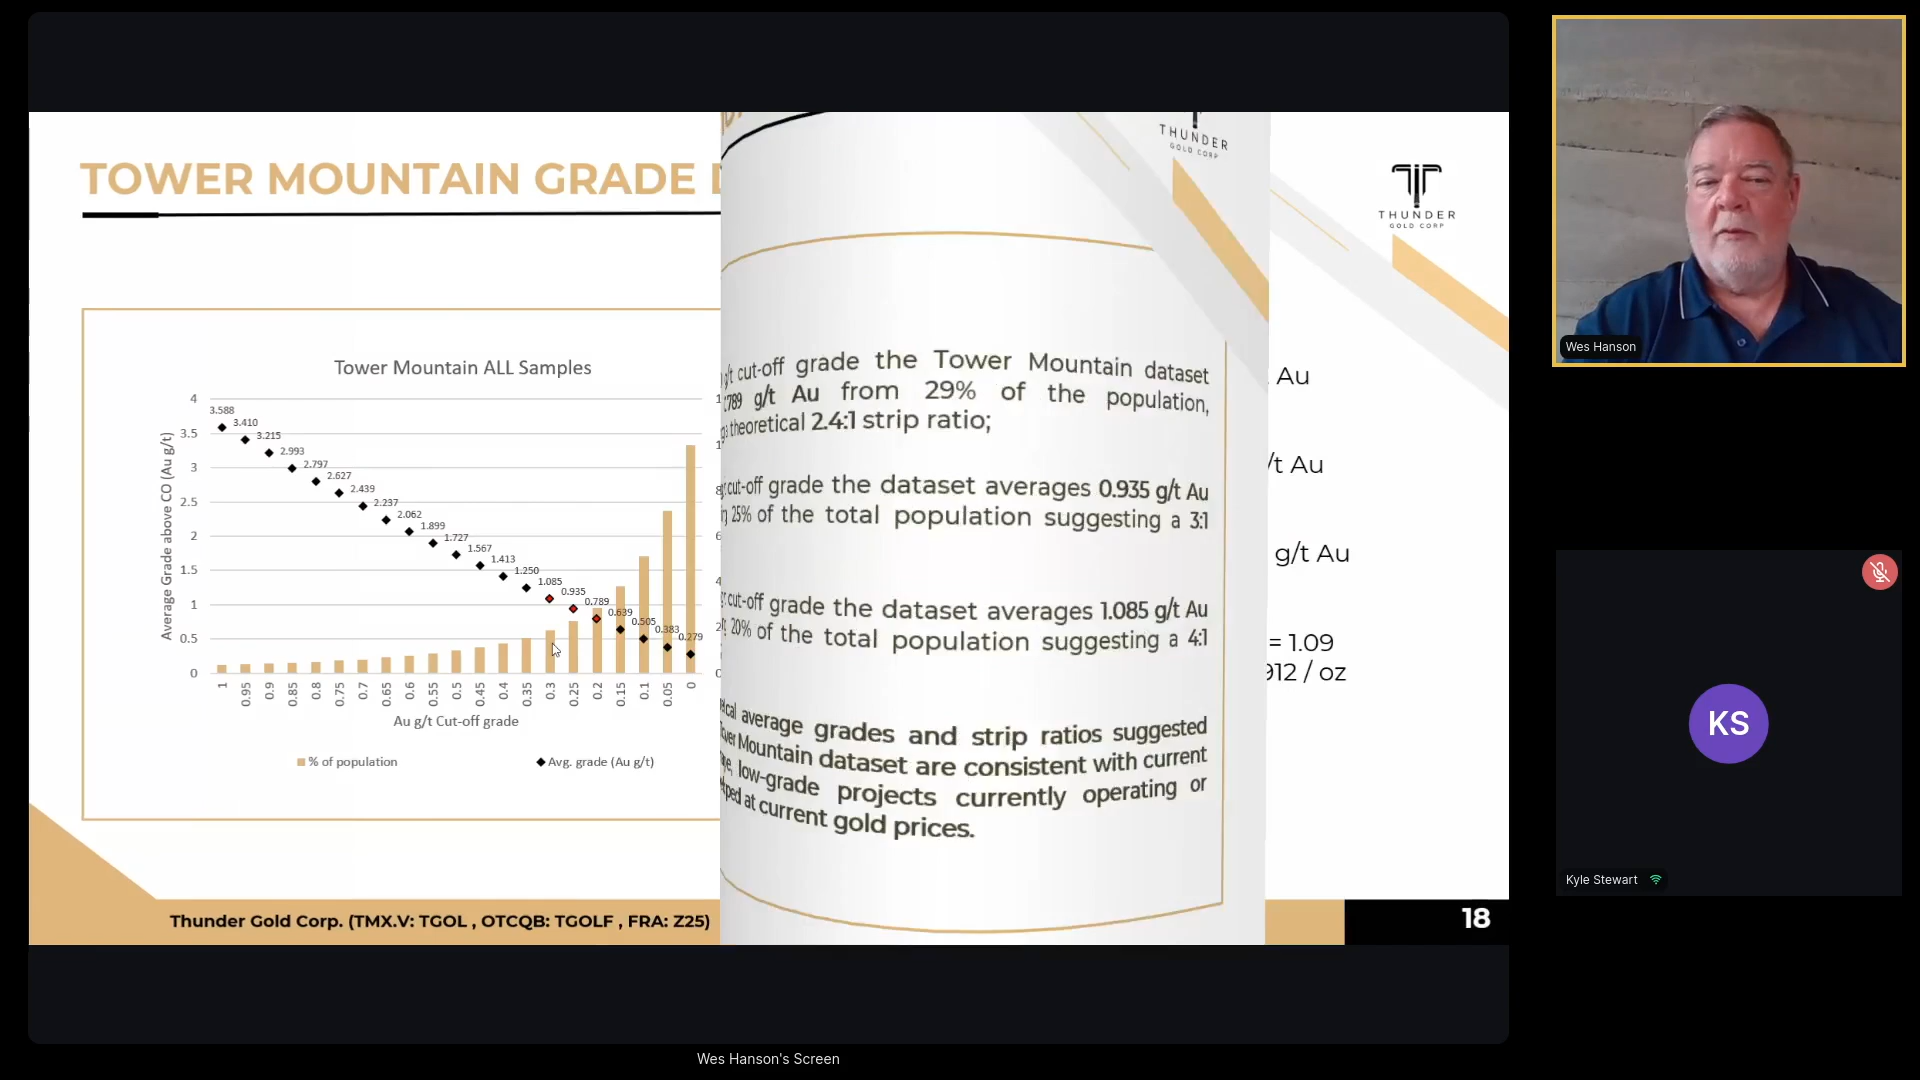 TOWER MOUNTAIN GRADE
THUNDER
GOLD CORP
THUNDER
GOLD CORP
Tower Mountain ALL Samples
Average Grade above CO (Au g/t)
4
3.5
3
2.5
2
1.5
1
0.5
0
3.588
3.410
3.215
2.993
2.797
2.627
2.439
2.237
2.062
1.899
1.727
1.567
1.413
1.250
1.085
0.935
0.789
0.639
0.505
0.383
0.279
1 0.95 0.9 0.85 0.8 0.75 0.7 0.65 0.6 0.55 0.5 0.45 0.4 0.35 0.3 0.25 0.2 0.15 0.1 0.05 0
Au g/t Cut-off grade
% of population
Avg. grade (Au g/t)
cut-off grade the Tower Mountain dataset
g/t Au from 29% of the population,
theoretical 2.4:1 strip ratio;
cut-off grade the dataset averages 0.935 g/t Au
25% of the total population suggesting a 3:1
cut-off grade the dataset averages 1.085 g/t Au
20% of the total population suggesting a 4:1
average grades and strip ratios suggested
Mountain dataset are consistent with current
low-grade projects currently operating or
at current gold prices.
Au
/t Au
g/t Au
= 1.09
912 / oz
Thunder Gold Corp. (TMX.V: TGOL , OTCQB: TGOLF , FRA: Z25)
18
Wes Hanson
KS
Kyle Stewart
Wes Hanson's Screen